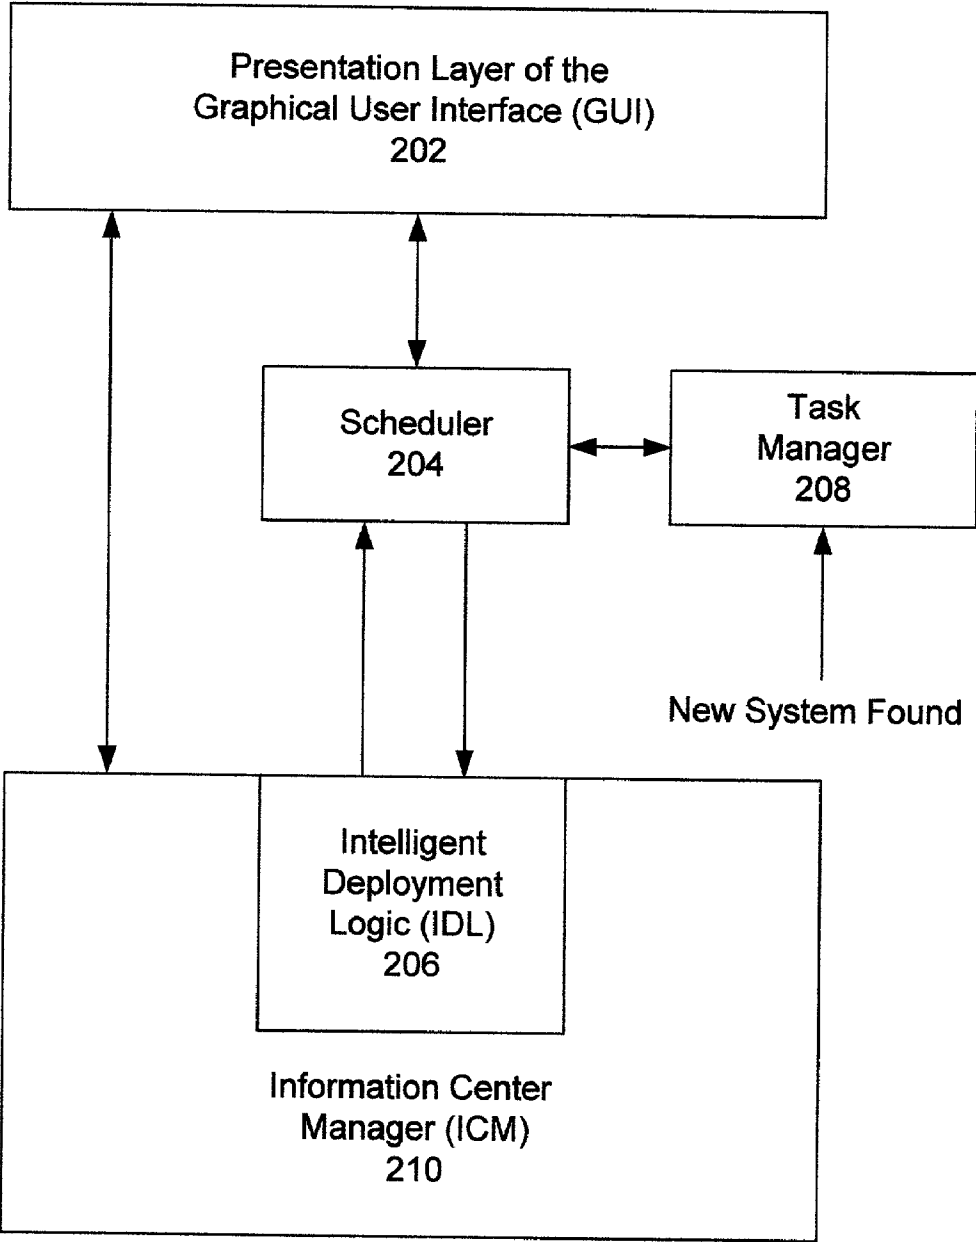 Presentation Layer of the
Graphical User Interface (GUI)
202
Scheduler
204
Task
Manager
208
New System Found
Intelligent
Deployment
Logic (IDL)
206
Information Center
Manager (ICM)
210